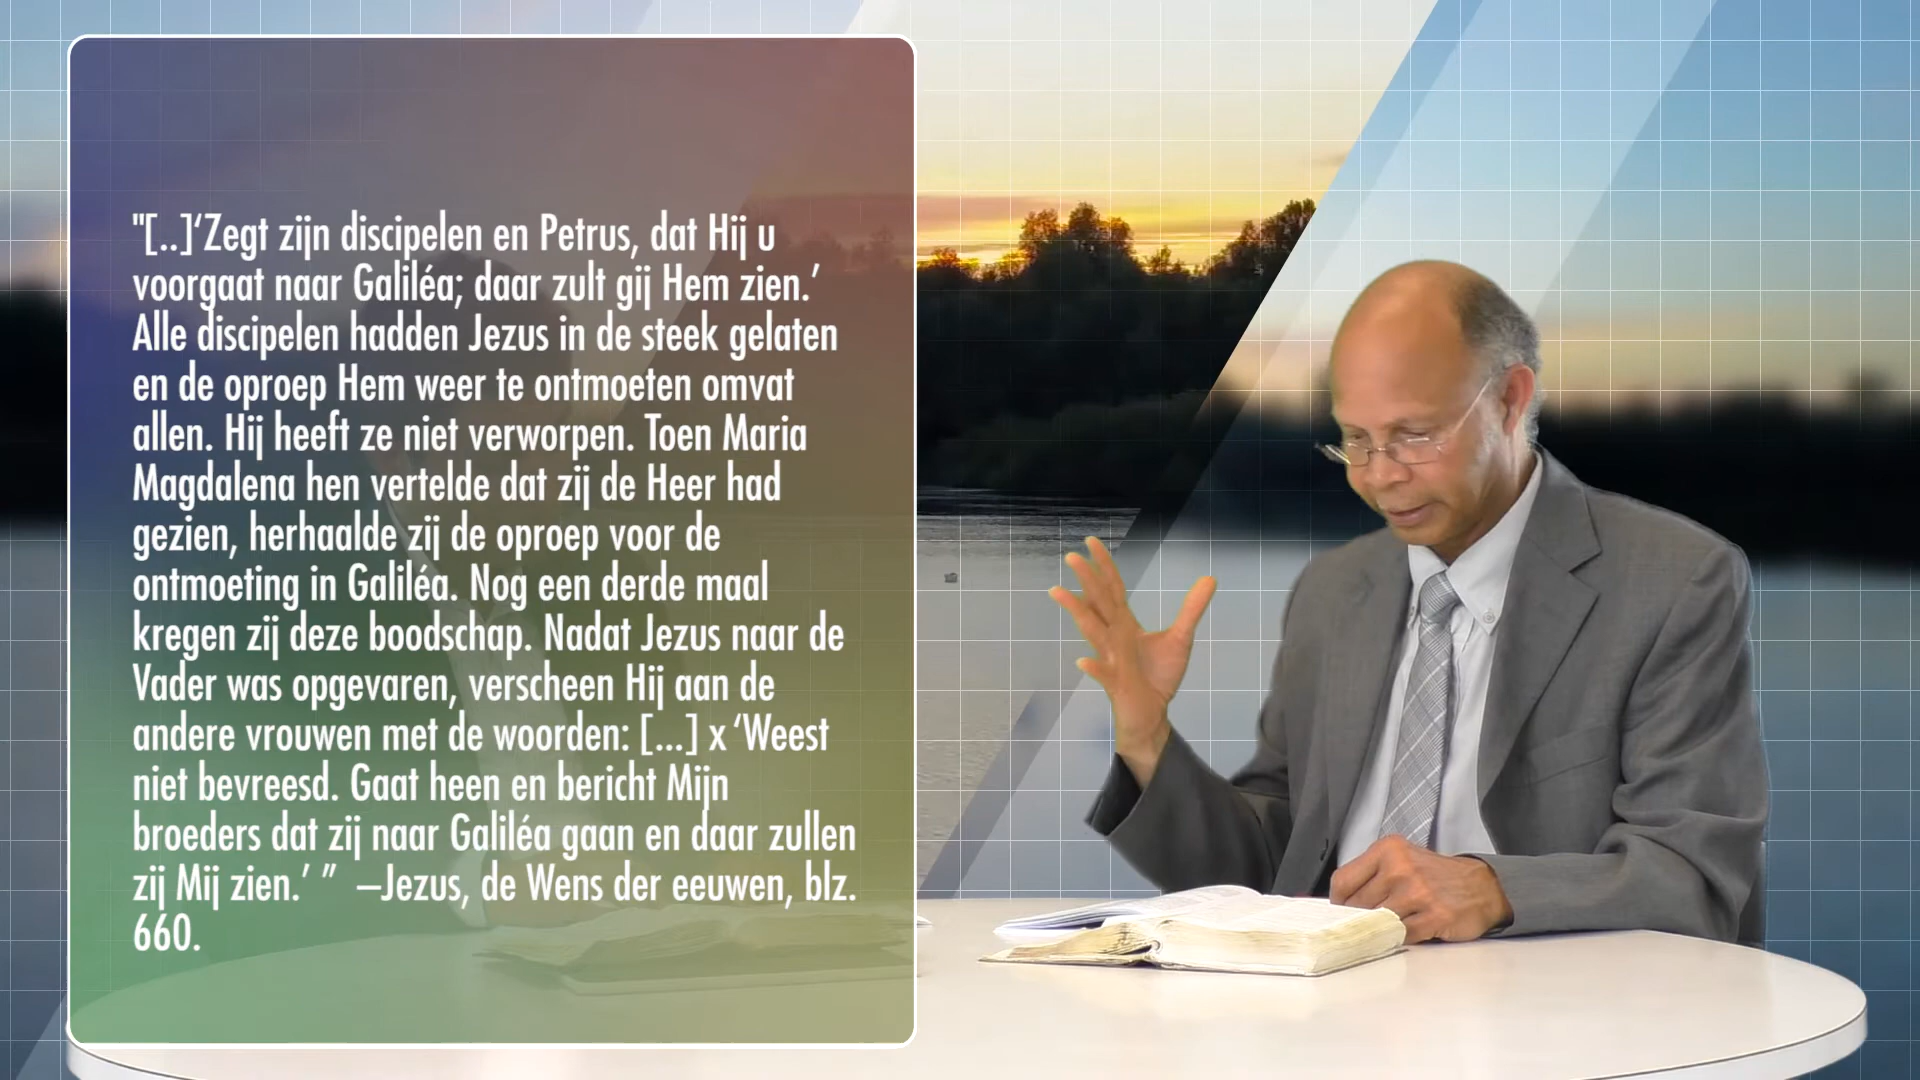 "[..]‘Zegt zijn discipelen en Petrus, dat Hij u
voorgaat naar Galiléa; daar zult gij Hem zien.’
Alle discipelen hadden Jezus in de steek gelaten
en de oproep Hem weer te ontmoeten omvat
allen. Hij heeft ze niet verworpen. Toen Maria
Magdalena hen vertelde dat zij de Heer had
gezien, herhaalde zij de oproep voor de
ontmoeting in Galiléa. Nog een derde maal
kregen zij deze boodschap. Nadat Jezus naar de
Vader was opgevaren, verscheen Hij aan de
andere vrouwen met de woorden: [...] x ‘Weest
niet bevreesd. Gaat heen en bericht Mijn
broeders dat zij naar Galiléa gaan en daar zullen
zij Mij zien.’ ” –Jezus, de Wens der eeuwen, blz.
660.